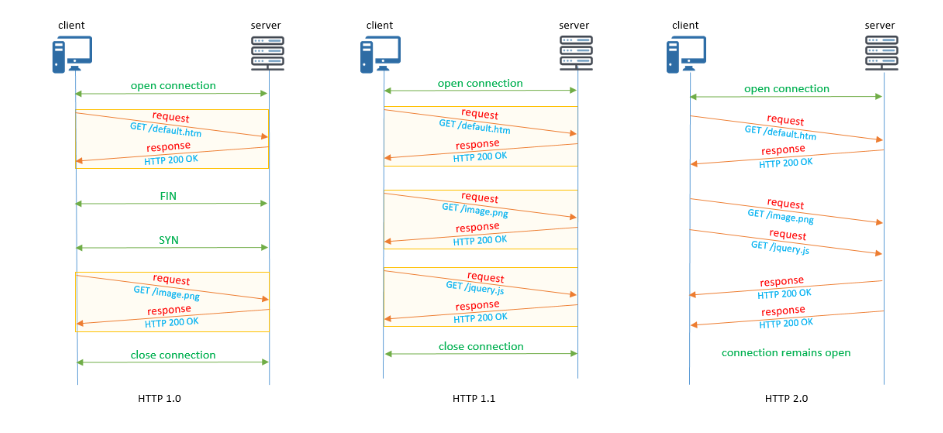 client
server
open connection
request
GET /default.htm
response
HTTP 200 OK
FIN
SYN
request
GET /image.png
response
HTTP 200 OK
close connection
HTTP 1.0
client
server
open connection
request
GET /default.htm
response
HTTP 200 OK
request
GET /image.png
response
HTTP 200 OK
request
GET /jquery.js
response
HTTP 200 OK
close connection
HTTP 1.1
client
server
open connection
request
GET /default.htm
response
HTTP 200 OK
request
GET /image.png
request
GET /jquery.js
response
HTTP 200 OK
response
HTTP 200 OK
connection remains open
HTTP 2.0